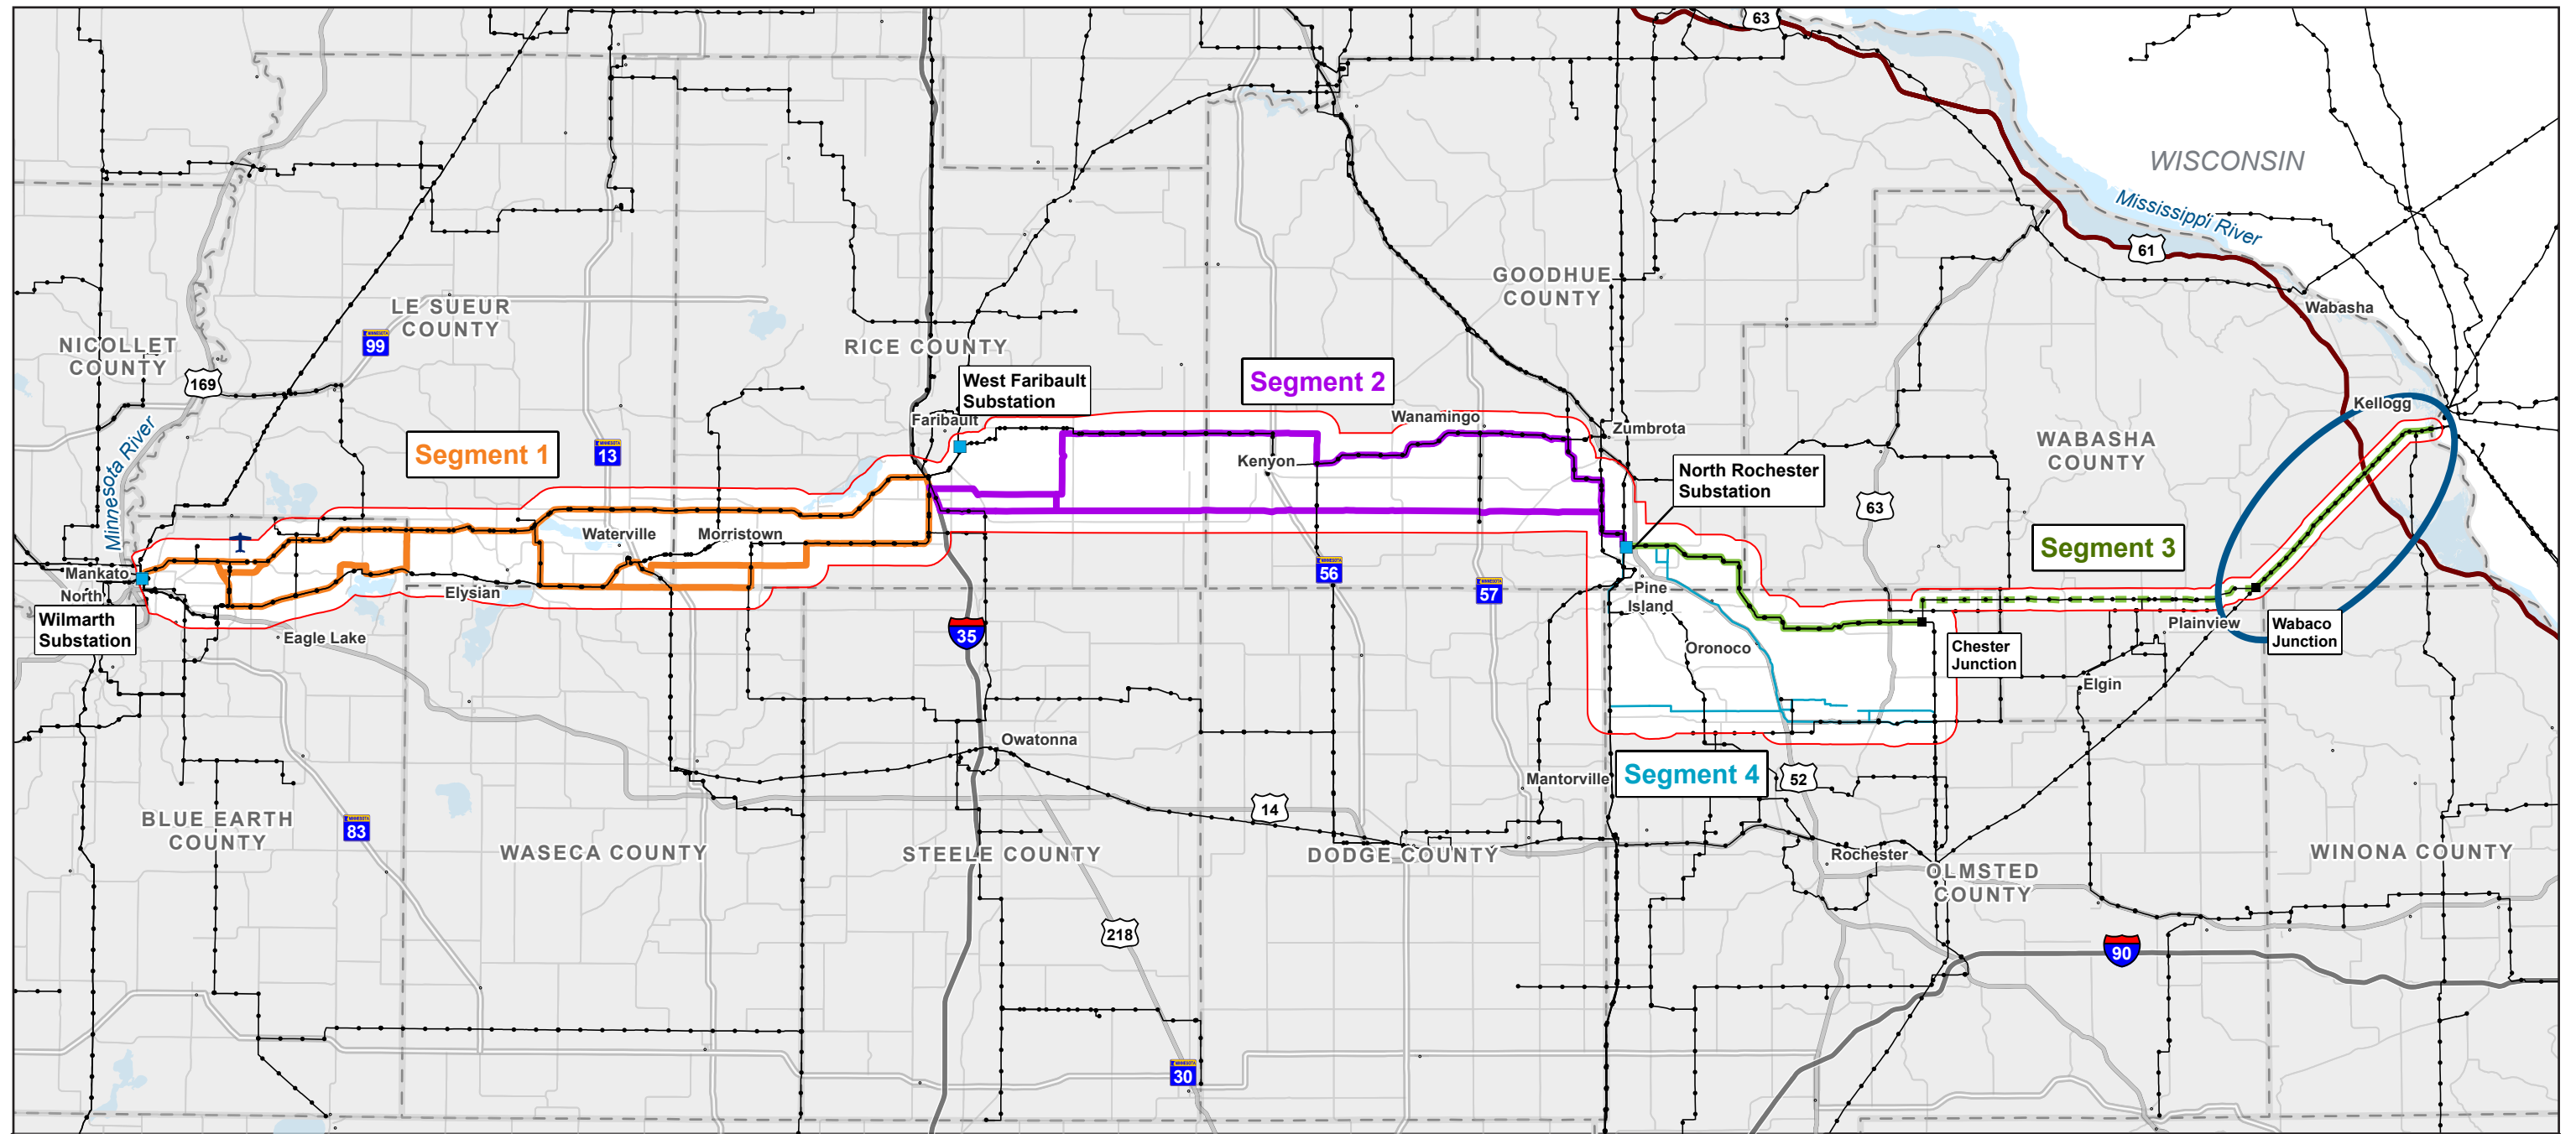 63
WISCONSIN
Mississippi River
61
GOODHUE
COUNTY
LE SUEUR
COUNTY
Wabasha
NICOLLET
COUNTY
99
RICE COUNTY
169
West Faribault
Substation
Segment 2
Kellogg
Faribault
Wanamingo
Zumbrota
WABASHA
COUNTY
Segment 1
13
Kenyon
North Rochester
Substation
Minnesota River
63
Waterville
Morristown
Segment 3
Mankato
North
56
57
Elysian
Pine
Island
Wilmarth
Substation
Eagle Lake
35
Plainview
Wabaco
Junction
Oronoco
Chester
Junction
Elgin
Owatonna
Mantorville
Segment 4
52
14
BLUE EARTH
COUNTY
83
WASECA COUNTY
STEELE COUNTY
DODGE COUNTY
Rochester
WINONA COUNTY
OLMSTED
COUNTY
218
90
30